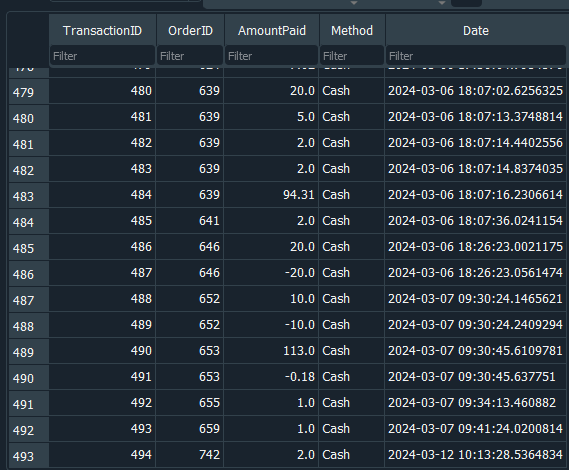 TransactionID OrderID AmountPaid Method Date
Filter Filter Filter Filter Filter
479 480 639 20.0 Cash 2024-03-06 18:07:02.6256325
480 481 639 5.0 Cash 2024-03-06 18:07:13.3748814
481 482 639 2.0 Cash 2024-03-06 18:07:14.4402556
482 483 639 2.0 Cash 2024-03-06 18:07:14.8374035
483 484 639 94.31 Cash 2024-03-06 18:07:16.2306614
484 485 641 2.0 Cash 2024-03-06 18:07:36.0241154
485 486 646 20.0 Cash 2024-03-06 18:26:23.0021175
486 487 646 -20.0 Cash 2024-03-06 18:26:23.0561474
487 488 652 10.0 Cash 2024-03-07 09:30:24.1465621
488 489 652 -10.0 Cash 2024-03-07 09:30:24.2409294
489 490 653 113.0 Cash 2024-03-07 09:30:45.6109781
490 491 653 -0.18 Cash 2024-03-07 09:30:45.637751
491 492 655 1.0 Cash 2024-03-07 09:34:13.460882
492 493 659 1.0 Cash 2024-03-07 09:41:24.0200814
493 494 742 2.0 Cash 2024-03-12 10:13:28.5364834